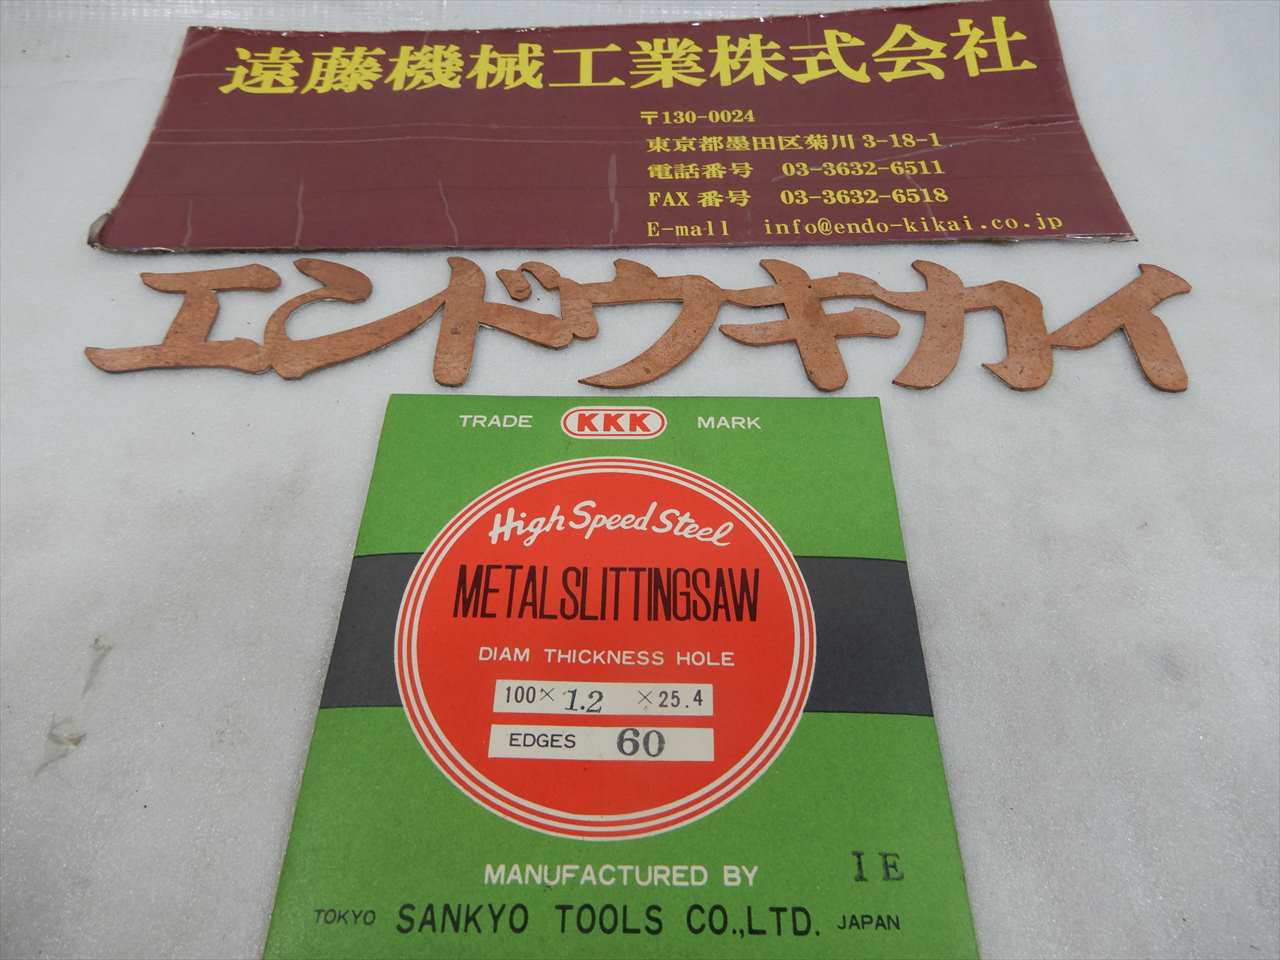 遠藤機械工業株式会社
〒130-0024
東京都墨田区菊川 3-18-1
電話番号 03-3632-6511
FAX 番号 03-3632-6518
E-mall info@endo-kikai.co.jp
エンドウキカイ
TRADE KKK MARK
High Speed Steel
METALSLITTINGSAW
DIAM THICKNESS HOLE
100× 1.2 ×25.4
EDGES 60
IE
MANUFACTURED BY
TOKYO SANKYO TOOLS CO.,LTD. JAPAN